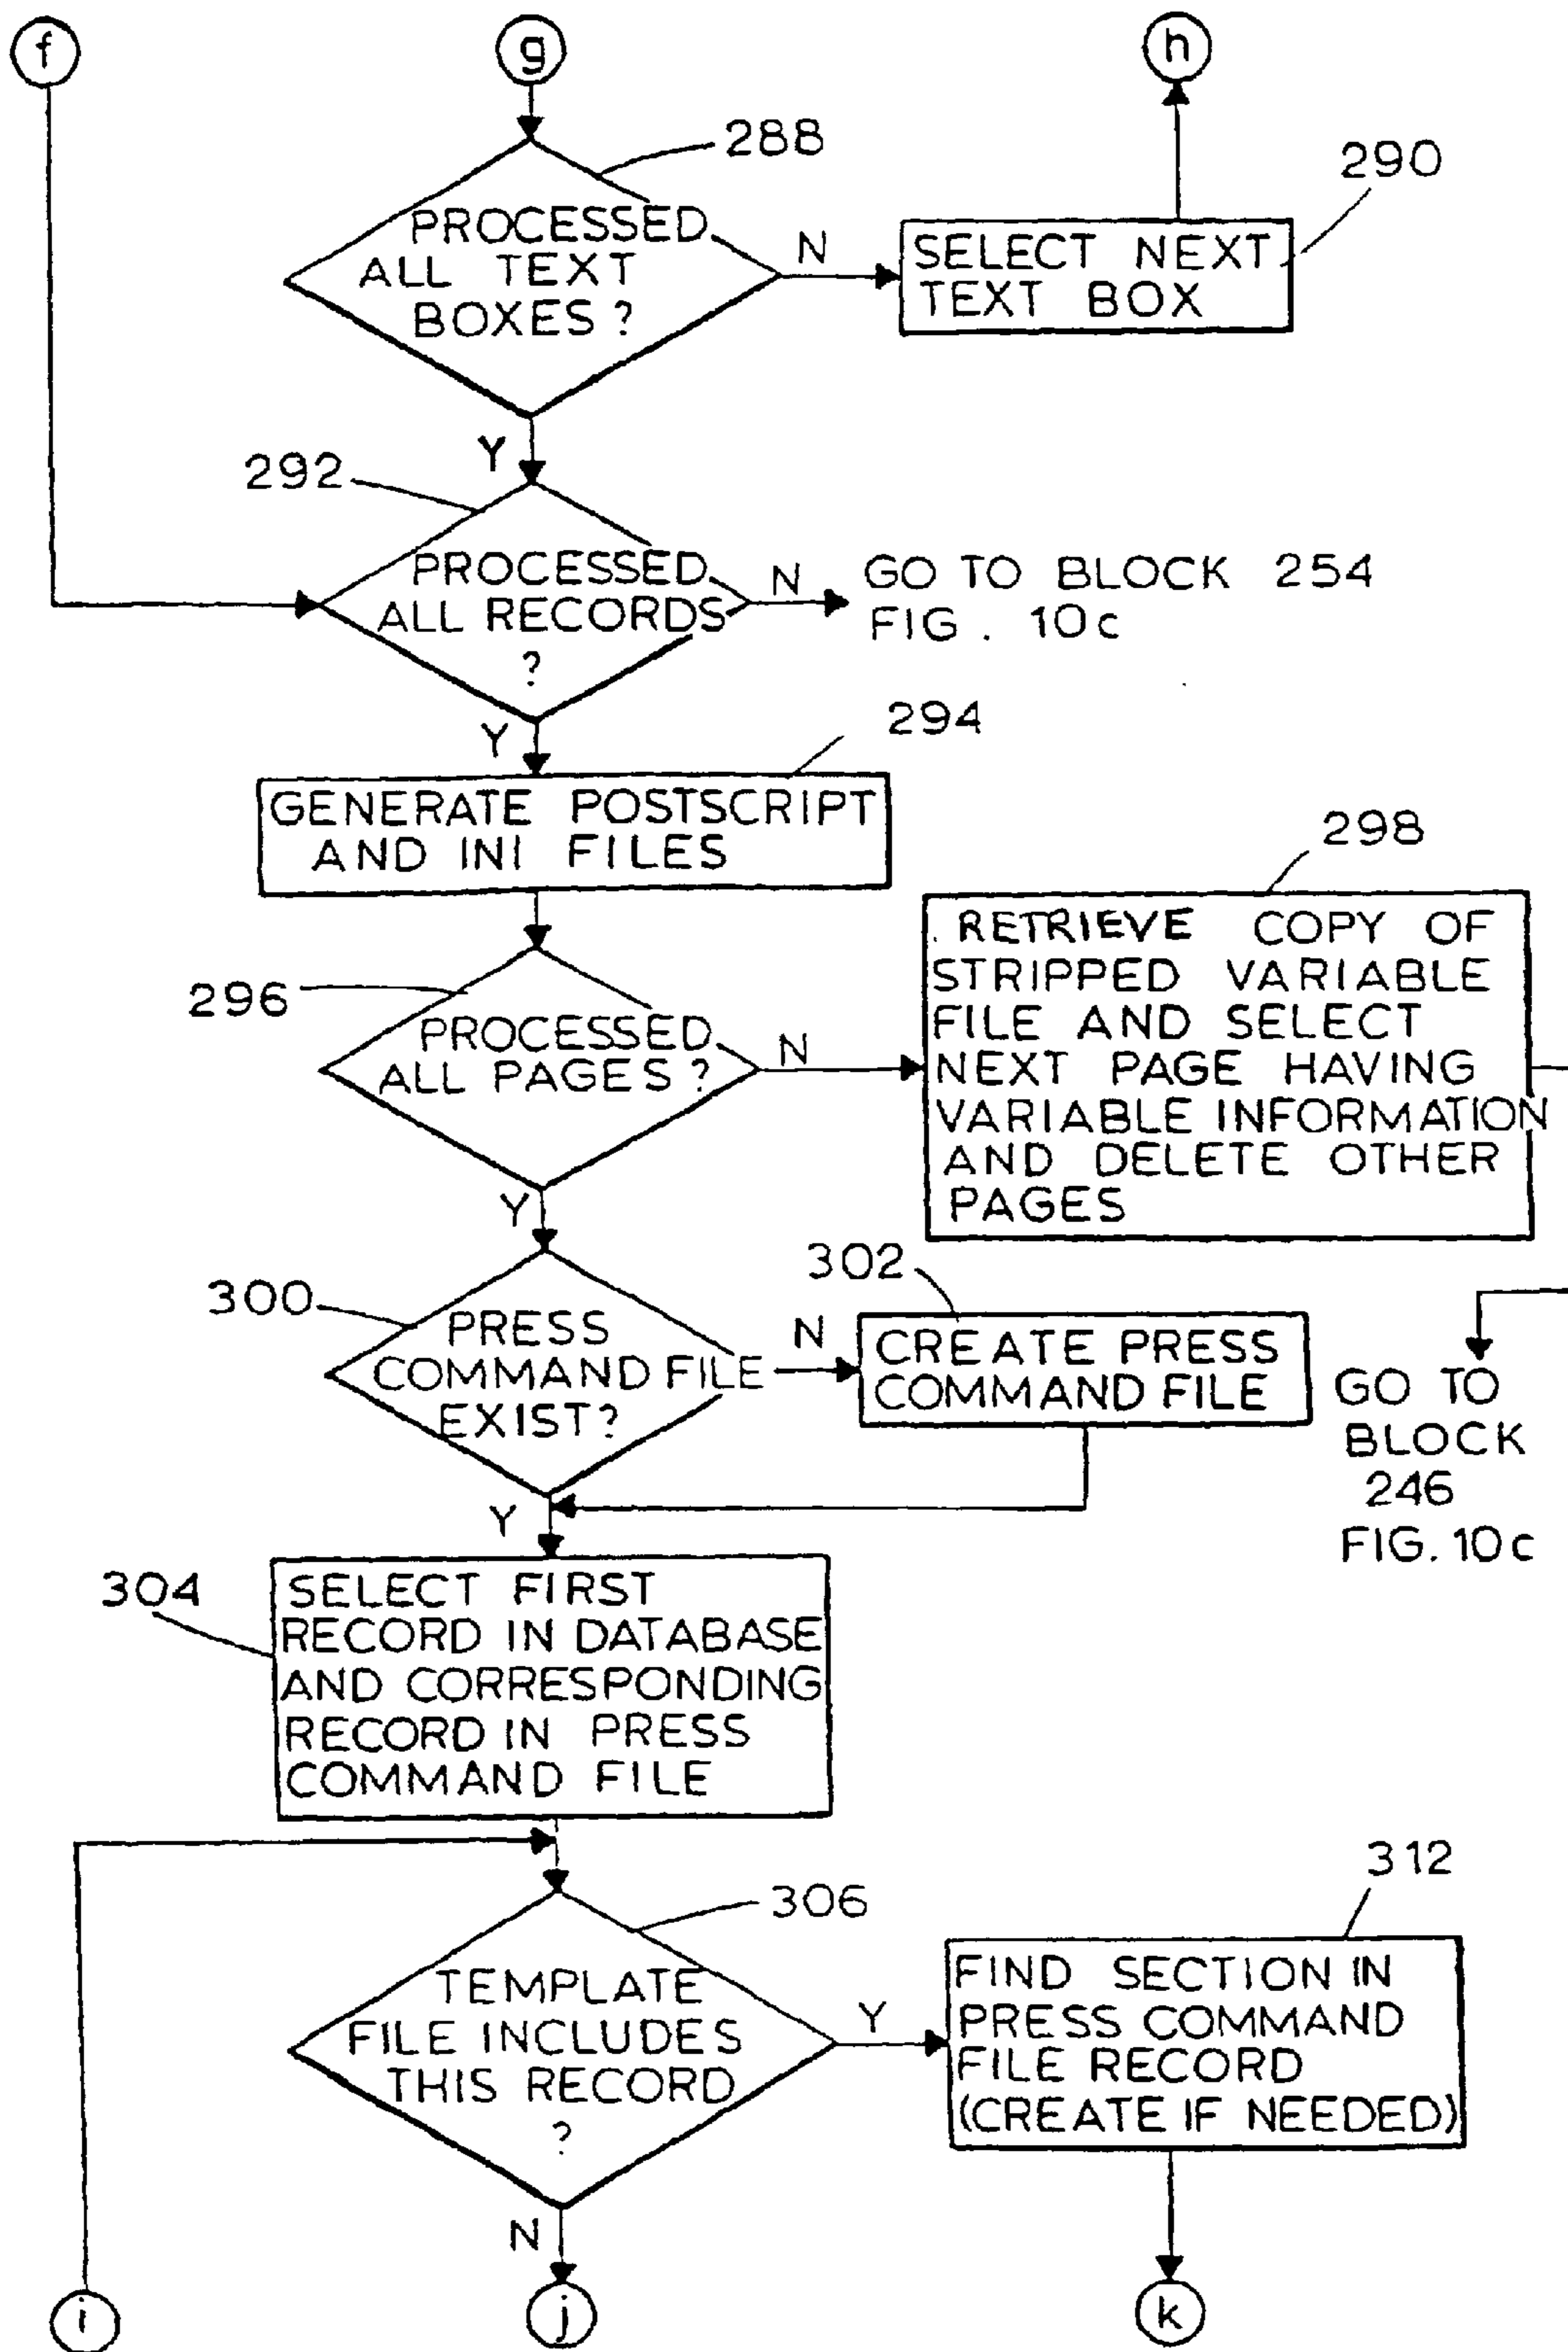 f
g
h
288
290
PROCESSED
ALL TEXT
BOXES ?
N
SELECT NEXT
TEXT BOX
Y
292
PROCESSED
ALL RECORDS
?
N
GO TO BLOCK 254
FIG. 10c
Y
294
GENERATE POSTSCRIPT
AND INI FILES
298
296
PROCESSED
ALL PAGES ?
N
RETRIEVE COPY OF
STRIPPED VARIABLE
FILE AND SELECT
NEXT PAGE HAVING
VARIABLE INFORMATION
AND DELETE OTHER
PAGES
Y
302
300
PRESS
COMMAND FILE
EXIST?
N
CREATE PRESS
COMMAND FILE
GO TO
BLOCK
246
FIG. 10c
Y
304
SELECT FIRST
RECORD IN DATABASE
AND CORRESPONDING
RECORD IN PRESS
COMMAND FILE
306
312
TEMPLATE
FILE INCLUDES
THIS RECORD
?
Y
FIND SECTION IN
PRESS COMMAND
FILE RECORD
(CREATE IF NEEDED)
N
i
j
k